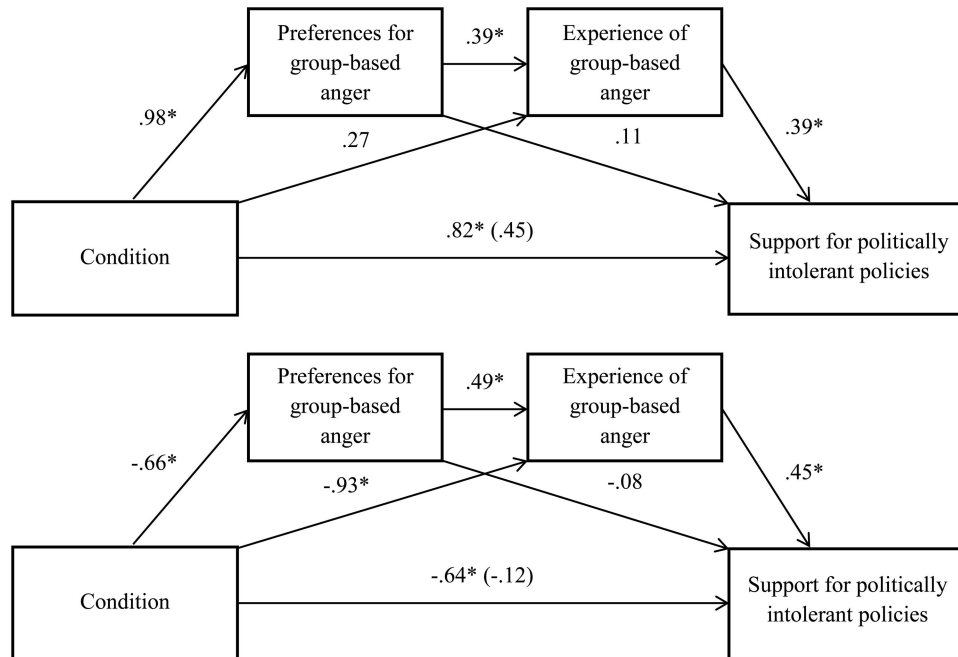 Preferences for
group-based
anger
.39*
Experience of
group-based
anger
.98*
.27
.11
.39*
Condition
.82* (.45)
Support for politically
intolerant policies
Preferences for
group-based
anger
.49*
Experience of
group-based
anger
-.66*
-.93*
-.08
.45*
Condition
-.64* (-.12)
Support for politically
intolerant policies